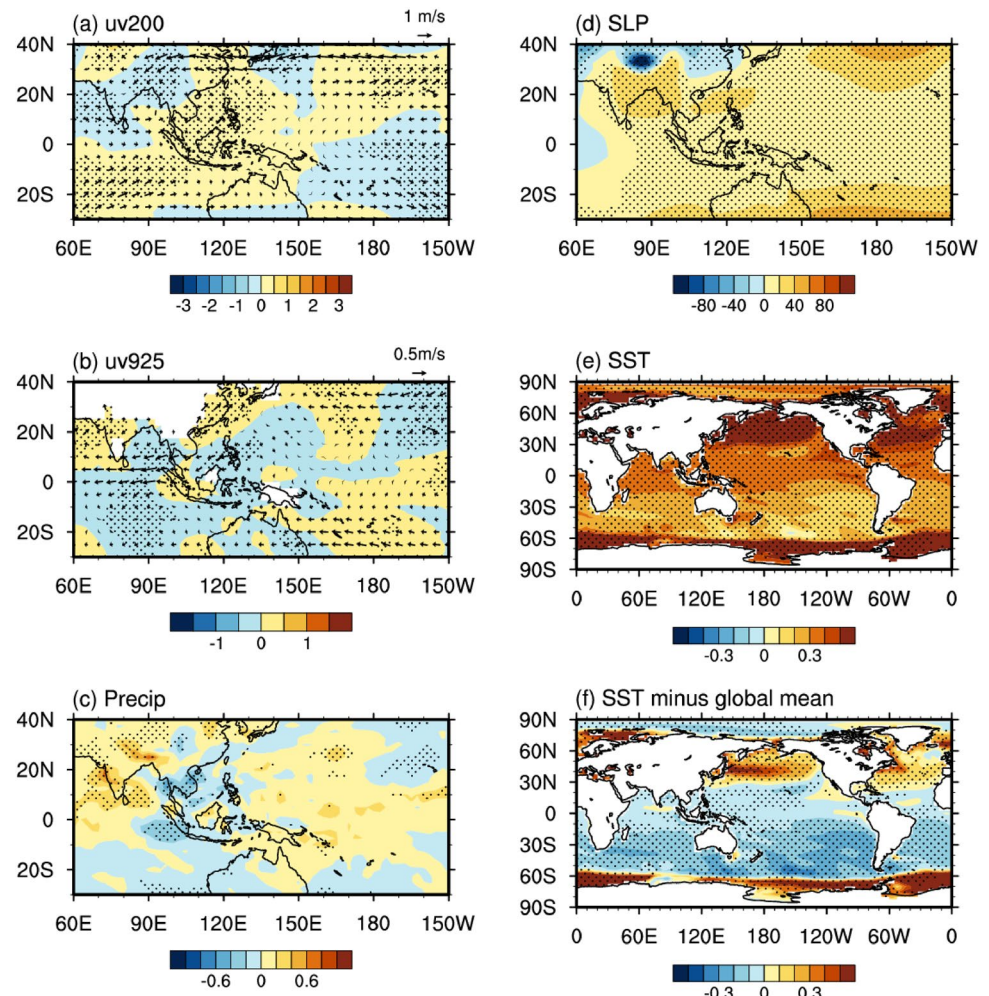 (a) uv200
1 m/s
40N
20N
0
20S
60E 90E 120E 150E 180 150W
-3 -2 -1 0 1 2 3
(d) SLP
40N
20N
0
20S
60E 90E 120E 150E 180 150W
-80 -40 0 40 80
(b) uv925
0.5m/s
40N
20N
0
20S
60E 90E 120E 150E 180 150W
-1 0 1
(e) SST
90N
60N
30N
0
30S
60S
90S
0 60E 120E 180 120W 60W 0
-0.3 0 0.3
(c) Precip
40N
20N
0
20S
60E 90E 120E 150E 180 150W
-0.6 0 0.6
(f) SST minus global mean
90N
60N
30N
0
30S
60S
90S
0 60E 120E 180 120W 60W 0
-0.3 0 0.3